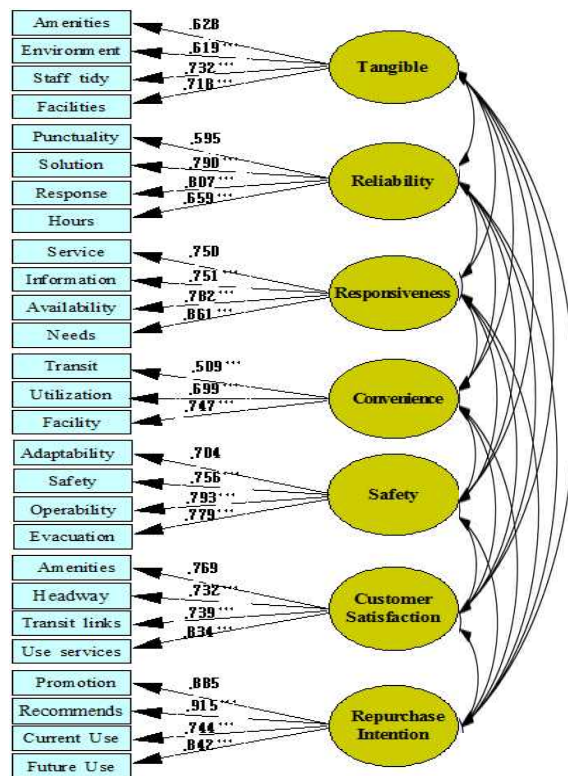 Amenities
.628
Environment
.619***
Staff tidy
.732***
Facilities
.718***
Tangible
Punctuality
.595
Solution
.790***
Response
.807***
Hours
.659***
Reliability
Service
.750
Information
.751***
Availability
.782***
Needs
.861***
Responsiveness
Transit
.509***
Utilization
.699***
Facility
.747***
Convenience
Adaptability
.704
Safety
.756***
Operability
.793***
Evacuation
.779***
Safety
Amenities
.769
Headway
.732***
Transit links
.739***
Use services
.834***
Customer
Satisfaction
Promotion
.885
Recommends
.915***
Current Use
.744***
Future Use
.842***
Repurchase
Intention